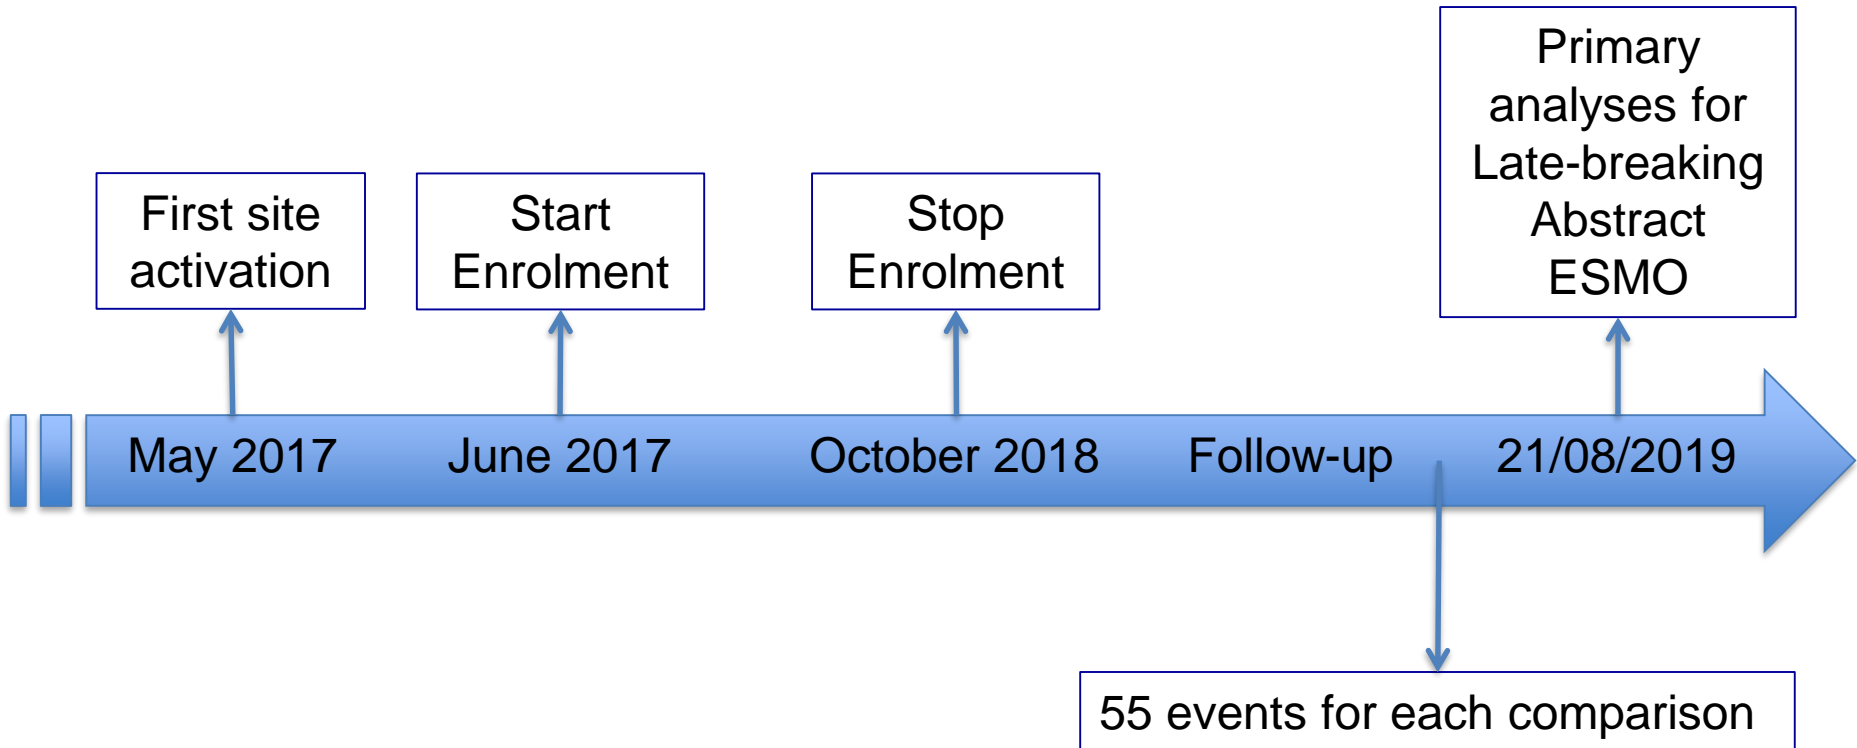 First site
activation
Start
Enrolment
Stop
Enrolment
Primary
analyses for
Late-breaking
Abstract
ESMO
May 2017
June 2017
October 2018
Follow-up
21/08/2019
55 events for each comparison